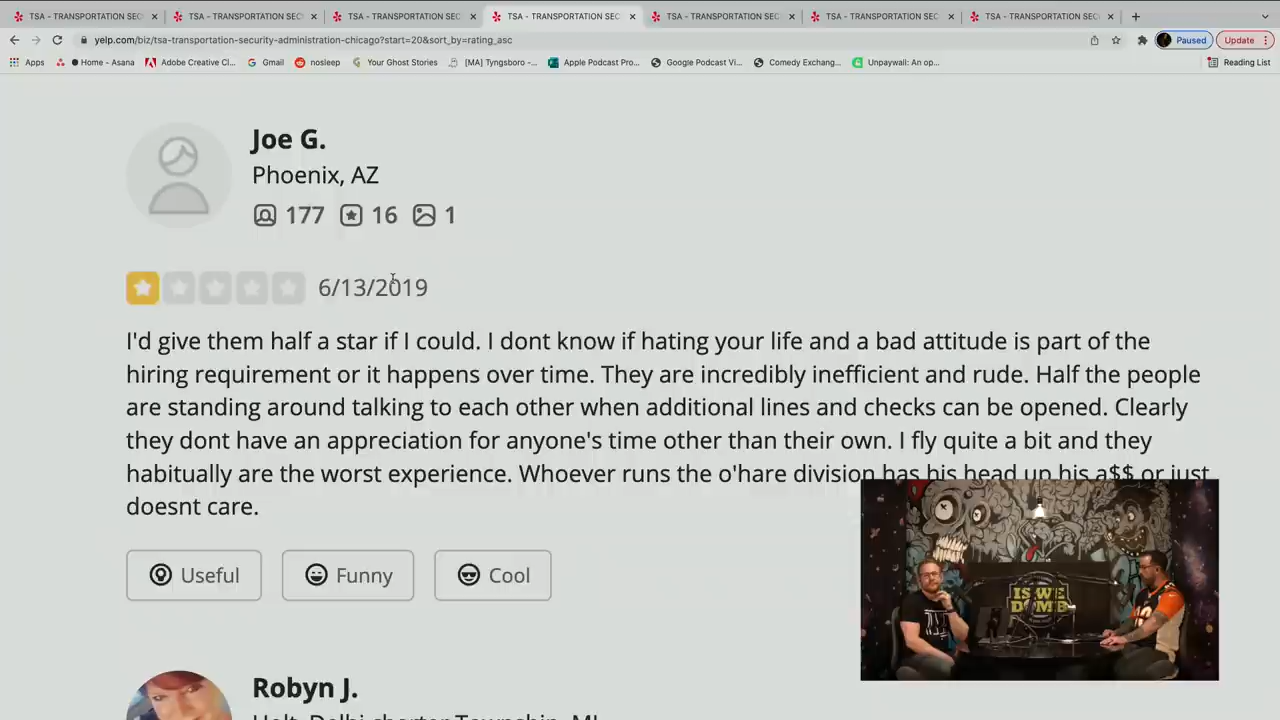 TSA - TRANSPORTATION SEC
TSA - TRANSPORTATION SEC
TSA - TRANSPORTATION SEC
TSA - TRANSPORTATION SEC
TSA - TRANSPORTATION SEC
TSA - TRANSPORTATION SEC
TSA - TRANSPORTATION SEC
yelp.com/biz/tsa-transportation-security-administration-chicago?start=20&sort_by=rating_asc
Paused
Update
Apps
Home - Asana
Adobe Creative Cl...
Gmail
nosleep
Your Ghost Stories
[MA] Tyngsboro -...
Apple Podcast Pro...
Google Podcast Vi...
Comedy Exchang...
Unpaywall: An op...
Reading List
Joe G.
Phoenix, AZ
177 16 1
6/13/2019
I'd give them half a star if I could. I dont know if hating your life and a bad attitude is part of the
hiring requirement or it happens over time. They are incredibly inefficient and rude. Half the people
are standing around talking to each other when additional lines and checks can be opened. Clearly
they dont have an appreciation for anyone's time other than their own. I fly quite a bit and they
habitually are the worst experience. Whoever runs the o'hare division has his head up his a$$ or just
doesnt care.
Useful
Funny
Cool
IS WE
DUMB
Robyn J.
Holt, Delhi charter Township, MI